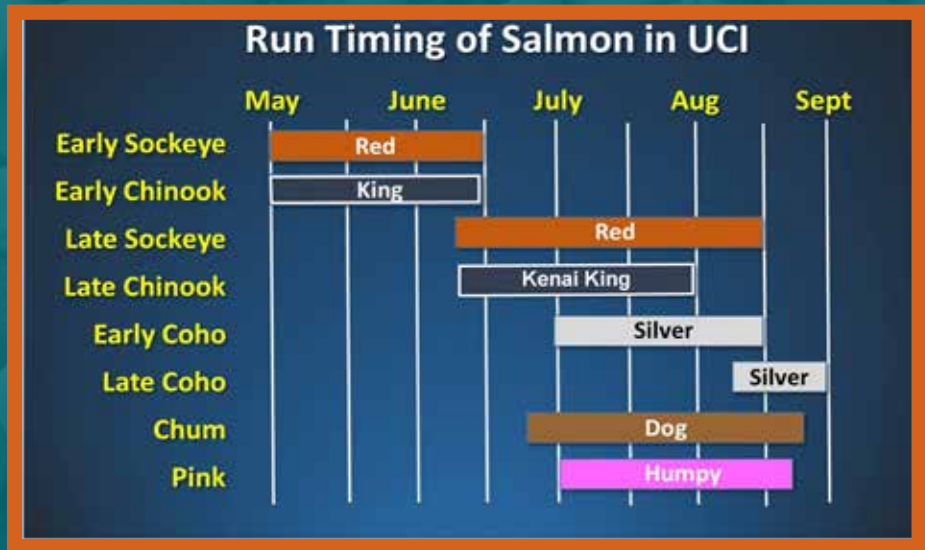 Run Timing of Salmon in UCI
May June July Aug Sept
Early Sockeye Red
Early Chinook King
Late Sockeye Red
Late Chinook Kenai King
Early Coho Silver
Late Coho Silver
Chum Dog
Pink Humpy